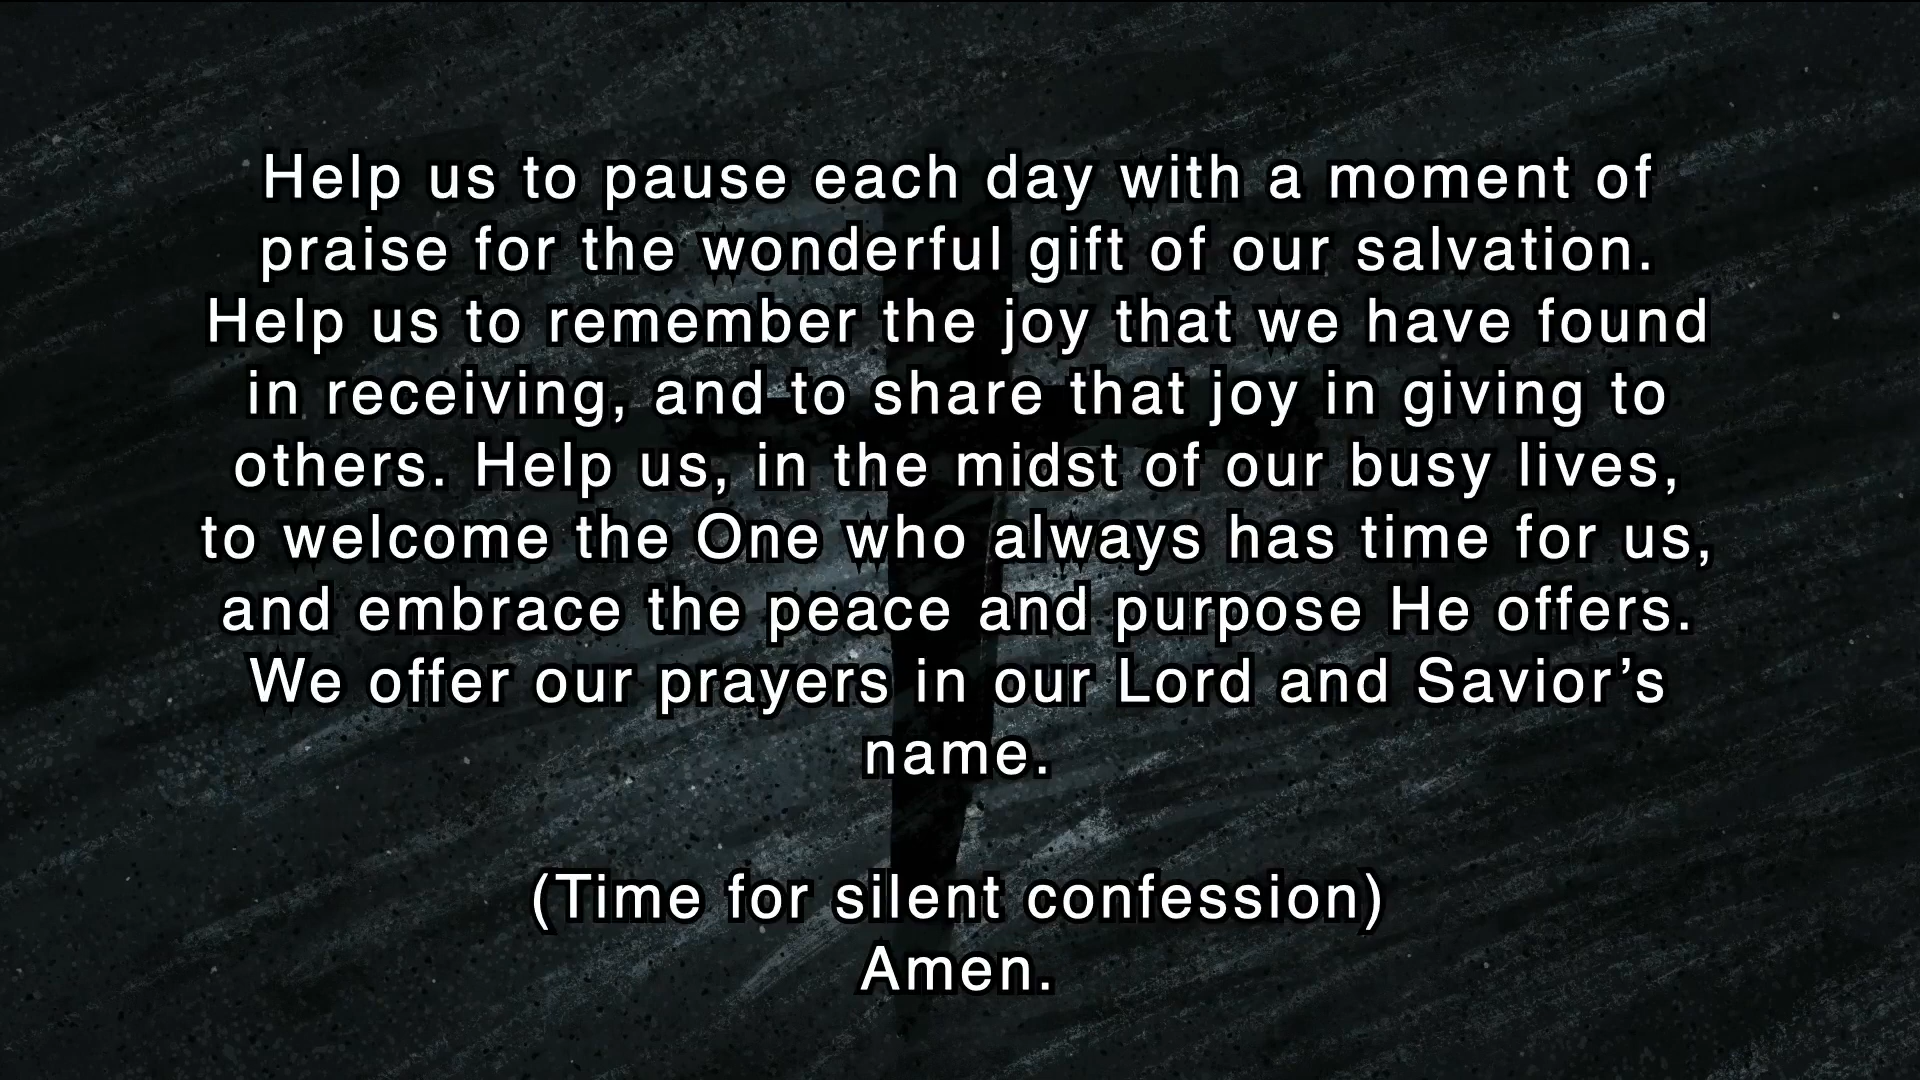 Help us to pause each day with a moment of
praise for the wonderful gift of our salvation.
Help us to remember the joy that we have found
in receiving, and to share that joy in giving to
others. Help us, in the midst of our busy lives,
to welcome the One who always has time for us,
and embrace the peace and purpose He offers.
We offer our prayers in our Lord and Savior’s
name.
(Time for silent confession)
Amen.